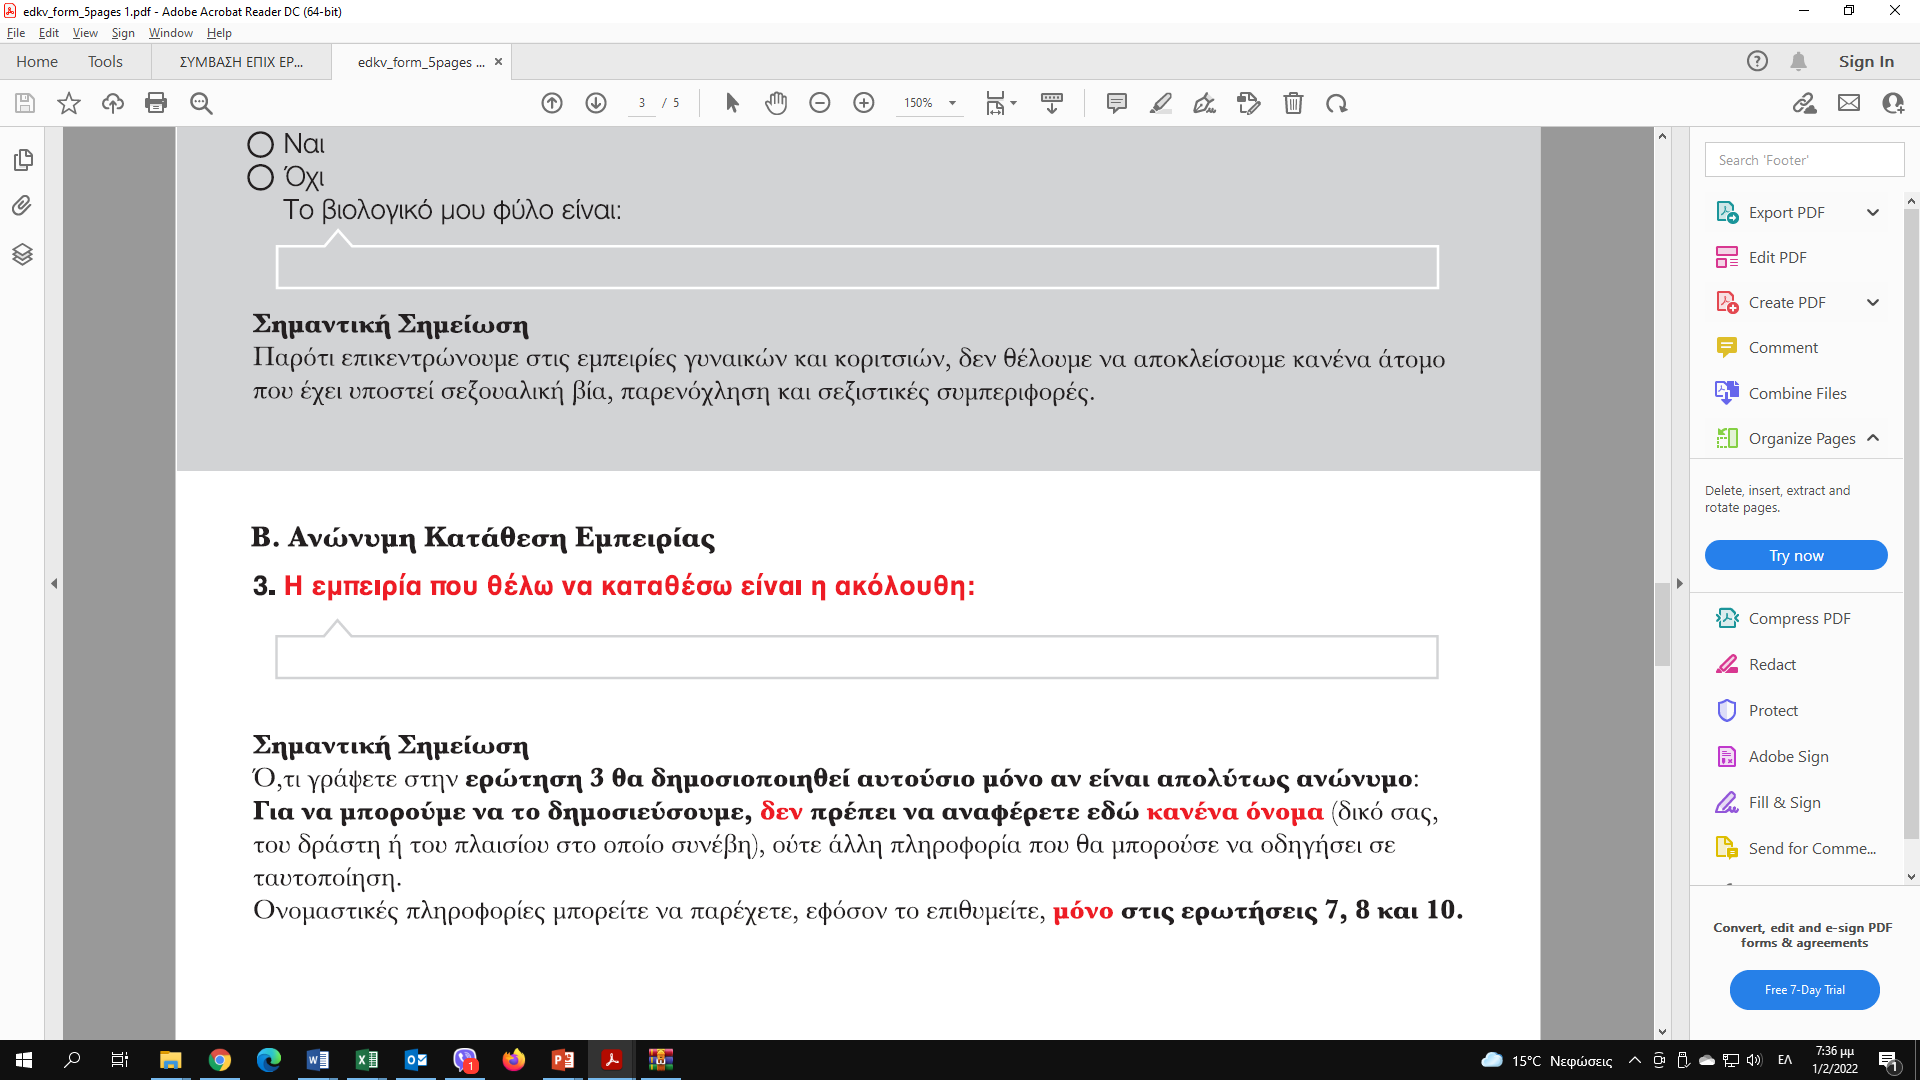 edkv_form_5pages 1.pdf - Adobe Acrobat Reader DC (64-bit)
File Edit View Sign Window Help
Home Tools ΣΥΜΒΑΣΗ ΕΠΙΧ ΕΡ... edkv_form_5pages ... Sign In
3 / 5 150%
Ναι
Όχι
Το βιολογικό μου φύλο είναι:
Σημαντική Σημείωση
Παρότι επικεντρώνουμε στις εμπειρίες γυναικών και κοριτσιών, δεν θέλουμε να αποκλείσουμε κανένα άτομο
που έχει υποστεί σεξουαλική βία, παρενόχληση και σεξιστικές συμπεριφορές.
Β. Ανώνυμη Κατάθεση Εμπειρίας
3. Η εμπειρία που θέλω να καταθέσω είναι η ακόλουθη:
Σημαντική Σημείωση
Ό,τι γράψετε στην ερώτηση 3 θα δημοσιοποιηθεί αυτούσιο μόνο αν είναι απολύτως ανώνυμο:
Για να μπορούμε να το δημοσιεύσουμε, δεν πρέπει να αναφέρετε εδώ κανένα όνομα (δικό σας,
του δράστη ή του πλαισίου στο οποίο συνέβη), ούτε άλλη πληροφορία που θα μπορούσε να οδηγήσει σε
ταυτοποίηση.
Ονομαστικές πληροφορίες μπορείτε να παρέχετε, εφόσον το επιθυμείτε, μόνο στις ερωτήσεις 7, 8 και 10.
Search 'Footer'
Export PDF
Edit PDF
Create PDF
Comment
Combine Files
Organize Pages
Delete, insert, extract and
rotate pages.
Try now
Compress PDF
Redact
Protect
Adobe Sign
Fill & Sign
Send for Comme...
Convert, edit and e-sign PDF
forms & agreements
Free 7-Day Trial
1 15°C Νεφώσεις ΕΛ 7:36 μμ
1/2/2022 1